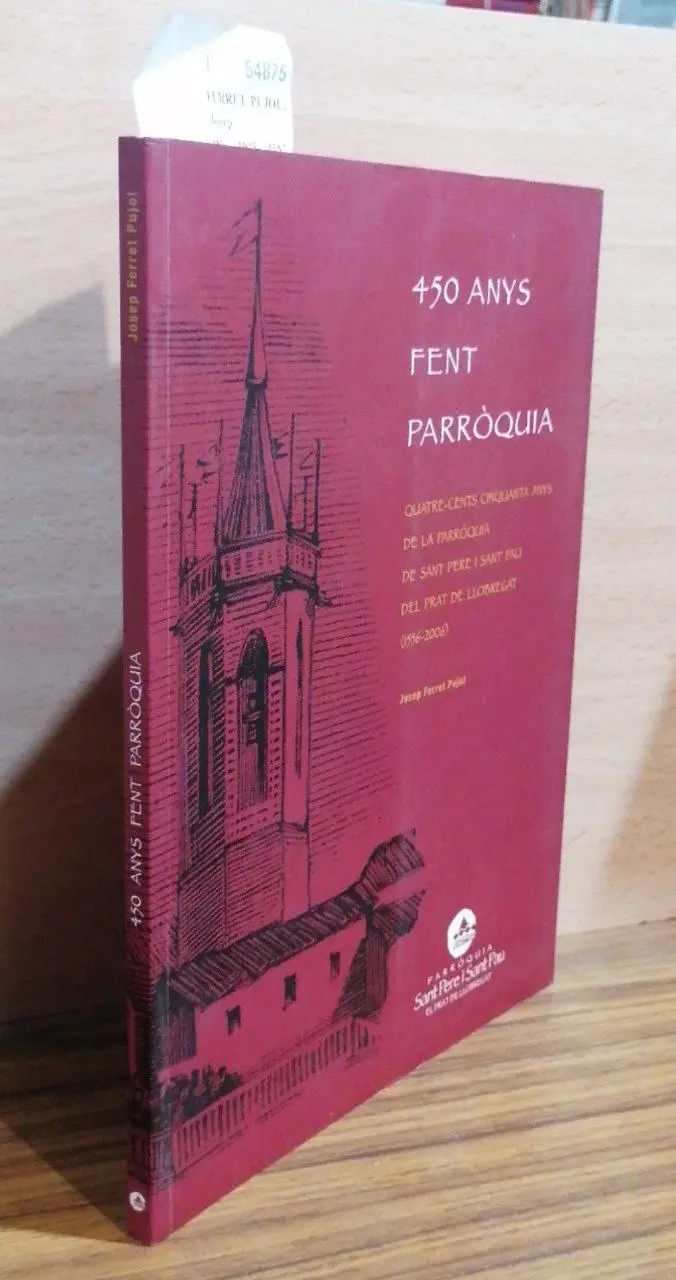 54875
FERRET PUJOL,
Josep
450 ANYS
FENT
PARRÒQUIA
QUATRE-CENTS CINQUANTA ANYS
DE LA PARRÒQUIA
DE SANT PERE I SANT PAU
DEL PRAT DE LLOBREGAT
(1556-2006)
Josep Ferret Pujol
PARRÒQUIA
Sant Pere i Sant Pau
EL PRAT DE LLOBREGAT
Josep Ferret Pujol
450 ANYS FENT PARRÒQUIA